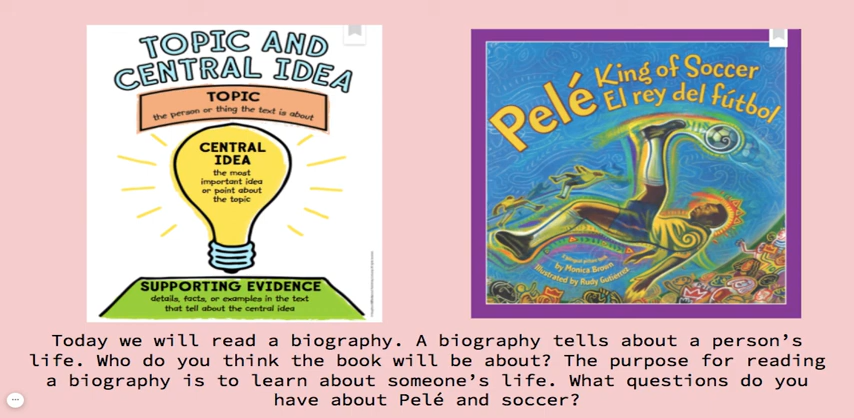 TOPIC AND
CENTRAL IDEA
TOPIC
the person or thing the text is about
CENTRAL
IDEA
the most
important idea
or point about
the topic
SUPPORTING EVIDENCE
details, facts, or examples in the text
that tell about the central idea
Pelé King of Soccer
El rey del fútbol
by Monica Brown
illustrated by Rudy Gutierrez
Today we will read a biography. A biography tells about a person's
life. Who do you think the book will be about? The purpose for reading
a biography is to learn about someone's life. What questions do you
have about Pelé and soccer?